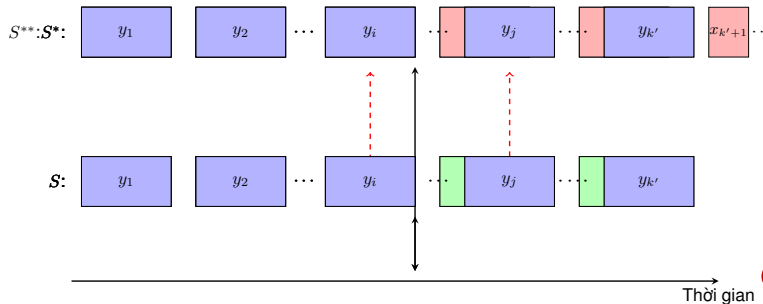 S**:S*: y₁ y₂ ··· yᵢ ··· yⱼ ···· yₖ′ xₖ′₊₁ ··
S: y₁ y₂ ··· yᵢ ··· yⱼ ···· yₖ′
Thời gian